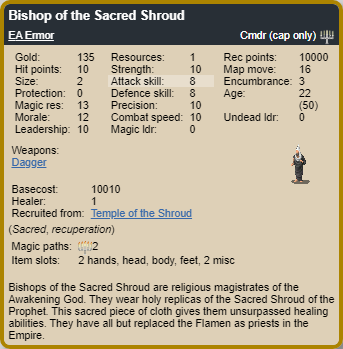 Bishop of the Sacred Shroud
EA Ermor Cmdr (cap only)
Gold: 135 Resources: 1 Rec points: 10000
Hit points: 10 Strength: 10 Map move: 16
Size: 2 Attack skill: 8 Encumbrance: 3
Protection: 0 Defence skill: 8 Age: 22
Magic res: 13 Precision: 10 (50)
Morale: 12 Combat speed: 10 Undead ldr: 0
Leadership: 10 Magic ldr: 0
Weapons:
Dagger
Basecost: 10010
Healer: 1
Recruited from: Temple of the Shroud
(Sacred, recuperation)
Magic paths: 2
Item slots: 2 hands, head, body, feet, 2 misc
Bishops of the Sacred Shroud are religious magistrates of the
Awakening God. They wear holy replicas of the Sacred Shroud of the
Prophet. This sacred piece of cloth gives them unsurpassed healing
abilities. They have all but replaced the Flamen as priests in the
Empire.